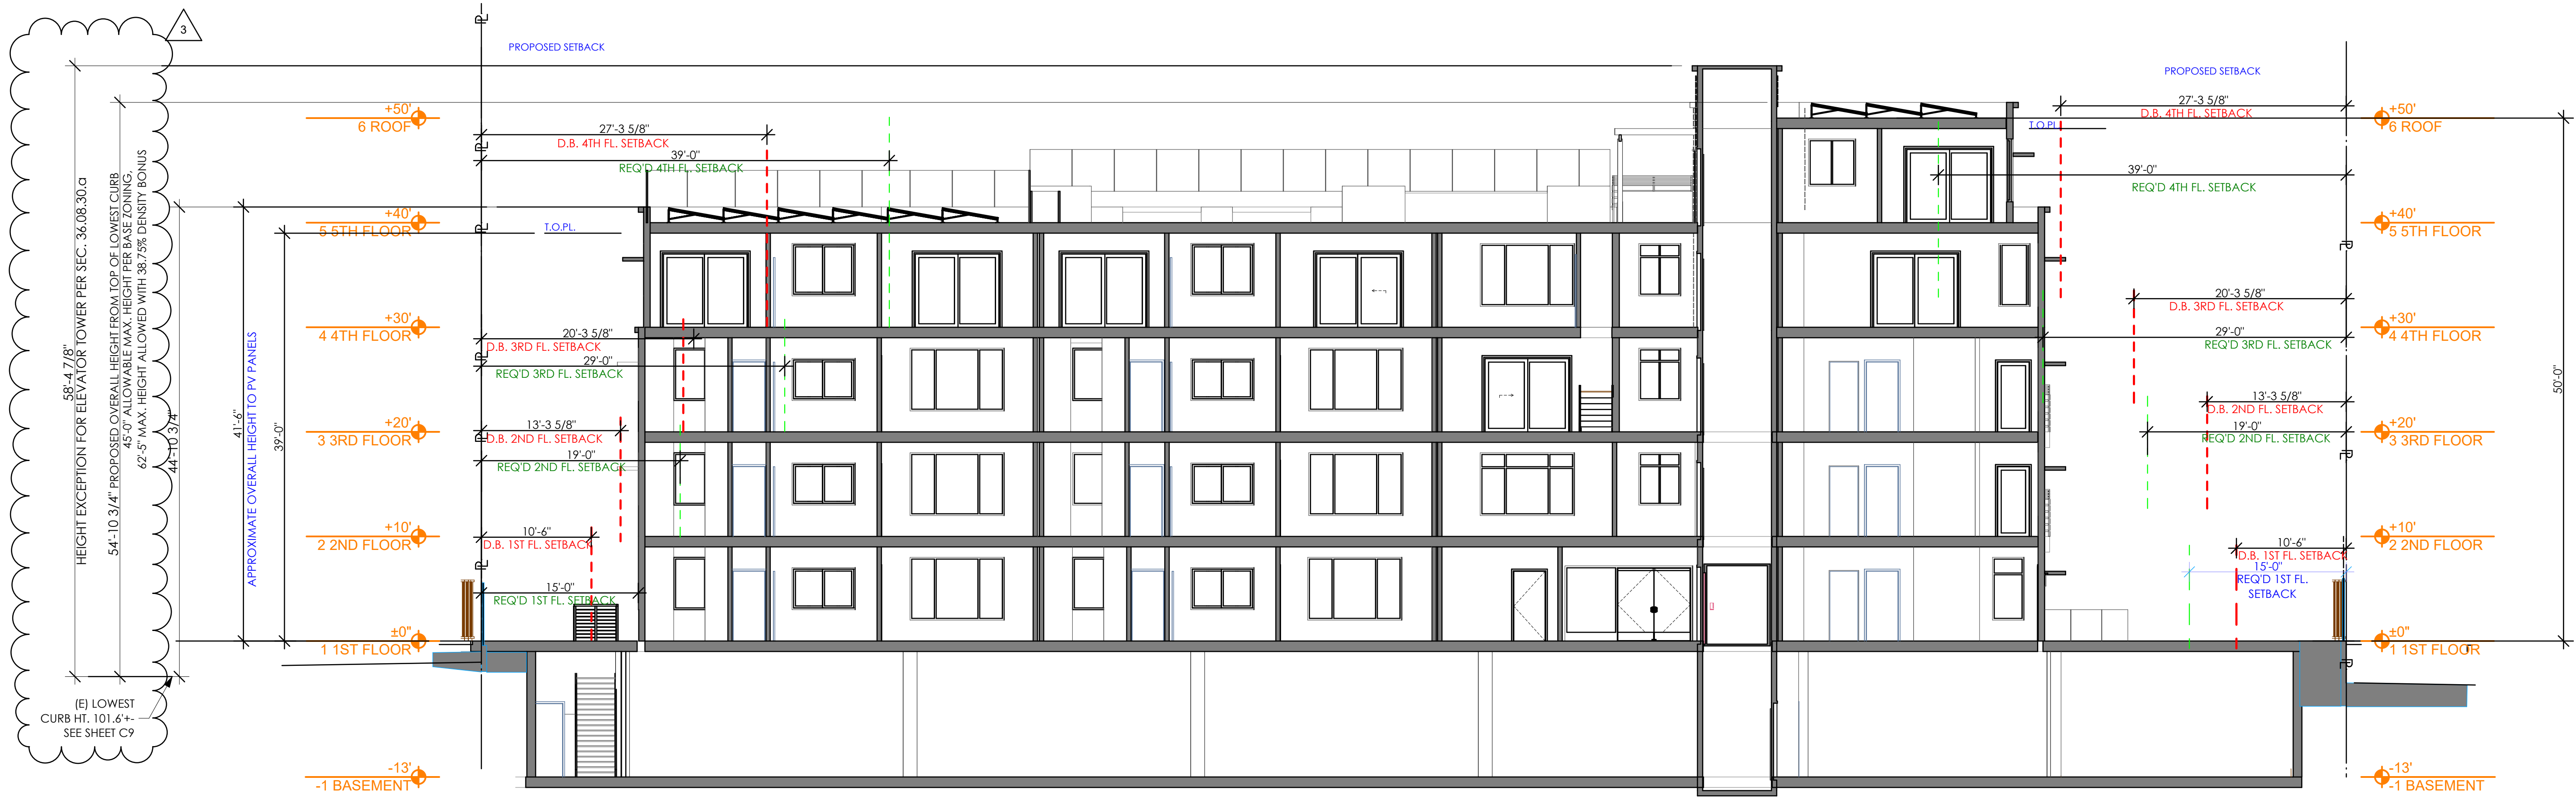 3
58'-4 7/8"
HEIGHT EXCEPTION FOR ELEVATOR TOWER PER SEC. 36.08.30.a
54'-10 3/4" PROPOSED OVERALL HEIGHT FROM TOP OF LOWEST CURB
45'-0" ALLOWABLE MAX. HEIGHT PER BASE ZONING,
62'-5" MAX. HEIGHT ALLOWED WITH 38.75% DENSITY BONUS
44'-10 3/4"
(E) LOWEST
CURB HT. 101.6'+-
SEE SHEET C9
41'-6"
APPROXIMATE OVERALL HEIGHT TO PV PANELS
39'-0"
+50'
6 ROOF
+40'
5 5TH FLOOR
+30'
4 4TH FLOOR
+20'
3 3RD FLOOR
+10'
2 2ND FLOOR
±0"
1 1ST FLOOR
-13'
-1 BASEMENT
PL
PL
PL
PL
PL
PL
PROPOSED SETBACK
27'-3 5/8"
D.B. 4TH FL. SETBACK
39'-0"
REQ'D 4TH FL. SETBACK
T.O.PL.
20'-3 5/8"
D.B. 3RD FL. SETBACK
29'-0"
REQ'D 3RD FL. SETBACK
13'-3 5/8"
D.B. 2ND FL. SETBACK
19'-0"
REQ'D 2ND FL. SETBACK
10'-6"
D.B. 1ST FL. SETBACK
15'-0"
REQ'D 1ST FL. SETBACK
PROPOSED SETBACK
27'-3 5/8"
D.B. 4TH FL. SETBACK
T.O.PL.
39'-0"
REQ'D 4TH FL. SETBACK
20'-3 5/8"
D.B. 3RD FL. SETBACK
29'-0"
REQ'D 3RD FL. SETBACK
13'-3 5/8"
D.B. 2ND FL. SETBACK
19'-0"
REQ'D 2ND FL. SETBACK
10'-6"
D.B. 1ST FL. SETBACK
15'-0"
REQ'D 1ST FL.
SETBACK
PL
PL
PL
+50'
6 ROOF
+40'
5 5TH FLOOR
+30'
4 4TH FLOOR
+20'
3 3RD FLOOR
+10'
2 2ND FLOOR
±0"
1 1ST FLOOR
-13'
-1 BASEMENT
50'-0"